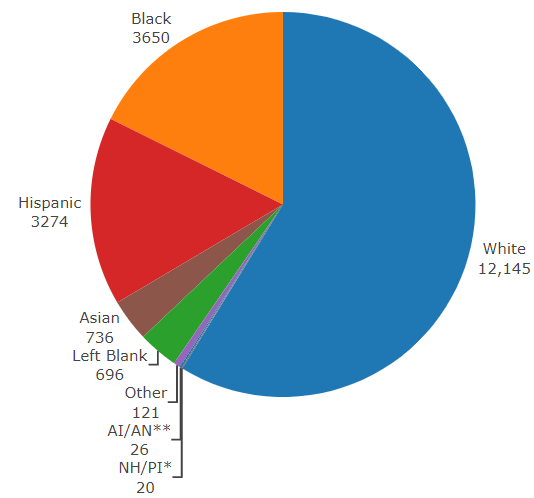 Black
3650
Hispanic
3274
White
12,145
Asian
736
Left Blank
696
Other
121
AI/AN**
26
NH/PI*
20